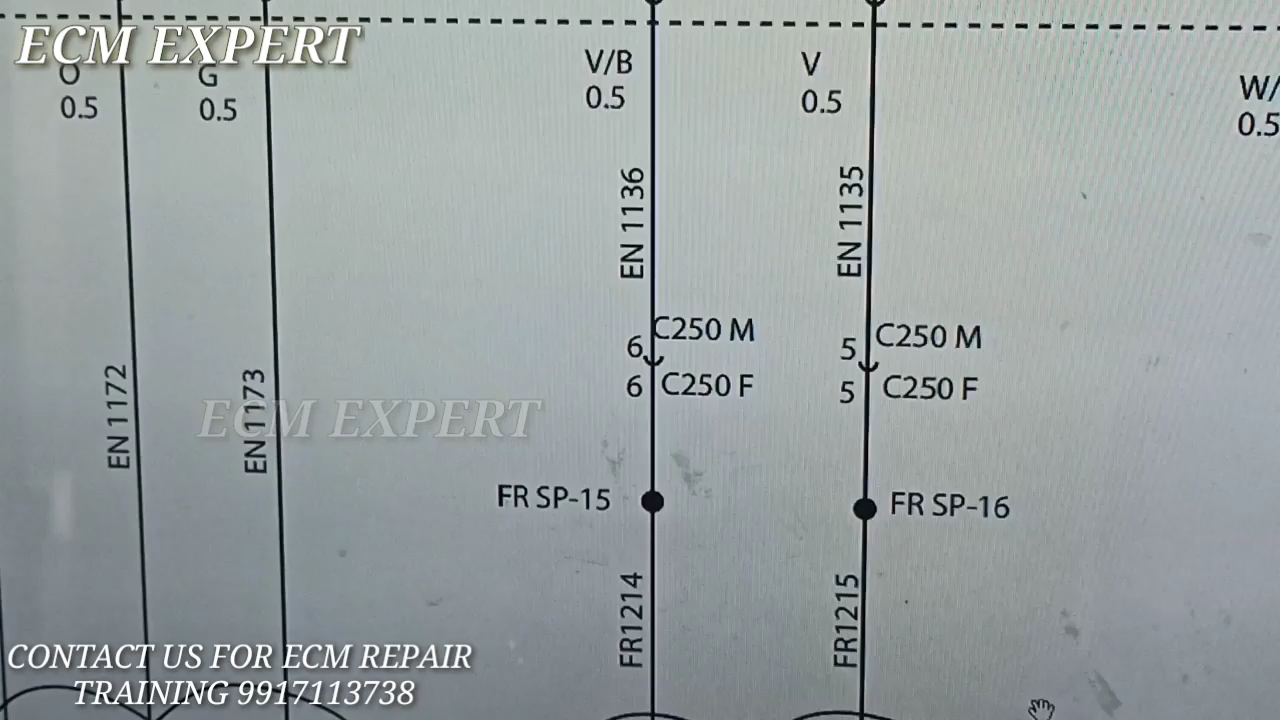 ECM EXPERT
O
0.5
G
0.5
V/B
0.5
V
0.5
W/
0.5
EN 1136
EN 1135
6
C250 M
6
C250 F
5
C250 M
5
C250 F
EN 1172
EN 1173
ECM EXPERT
FR SP-15
FR SP-16
FR1214
FR1215
CONTACT US FOR ECM REPAIR
TRAINING 9917113738